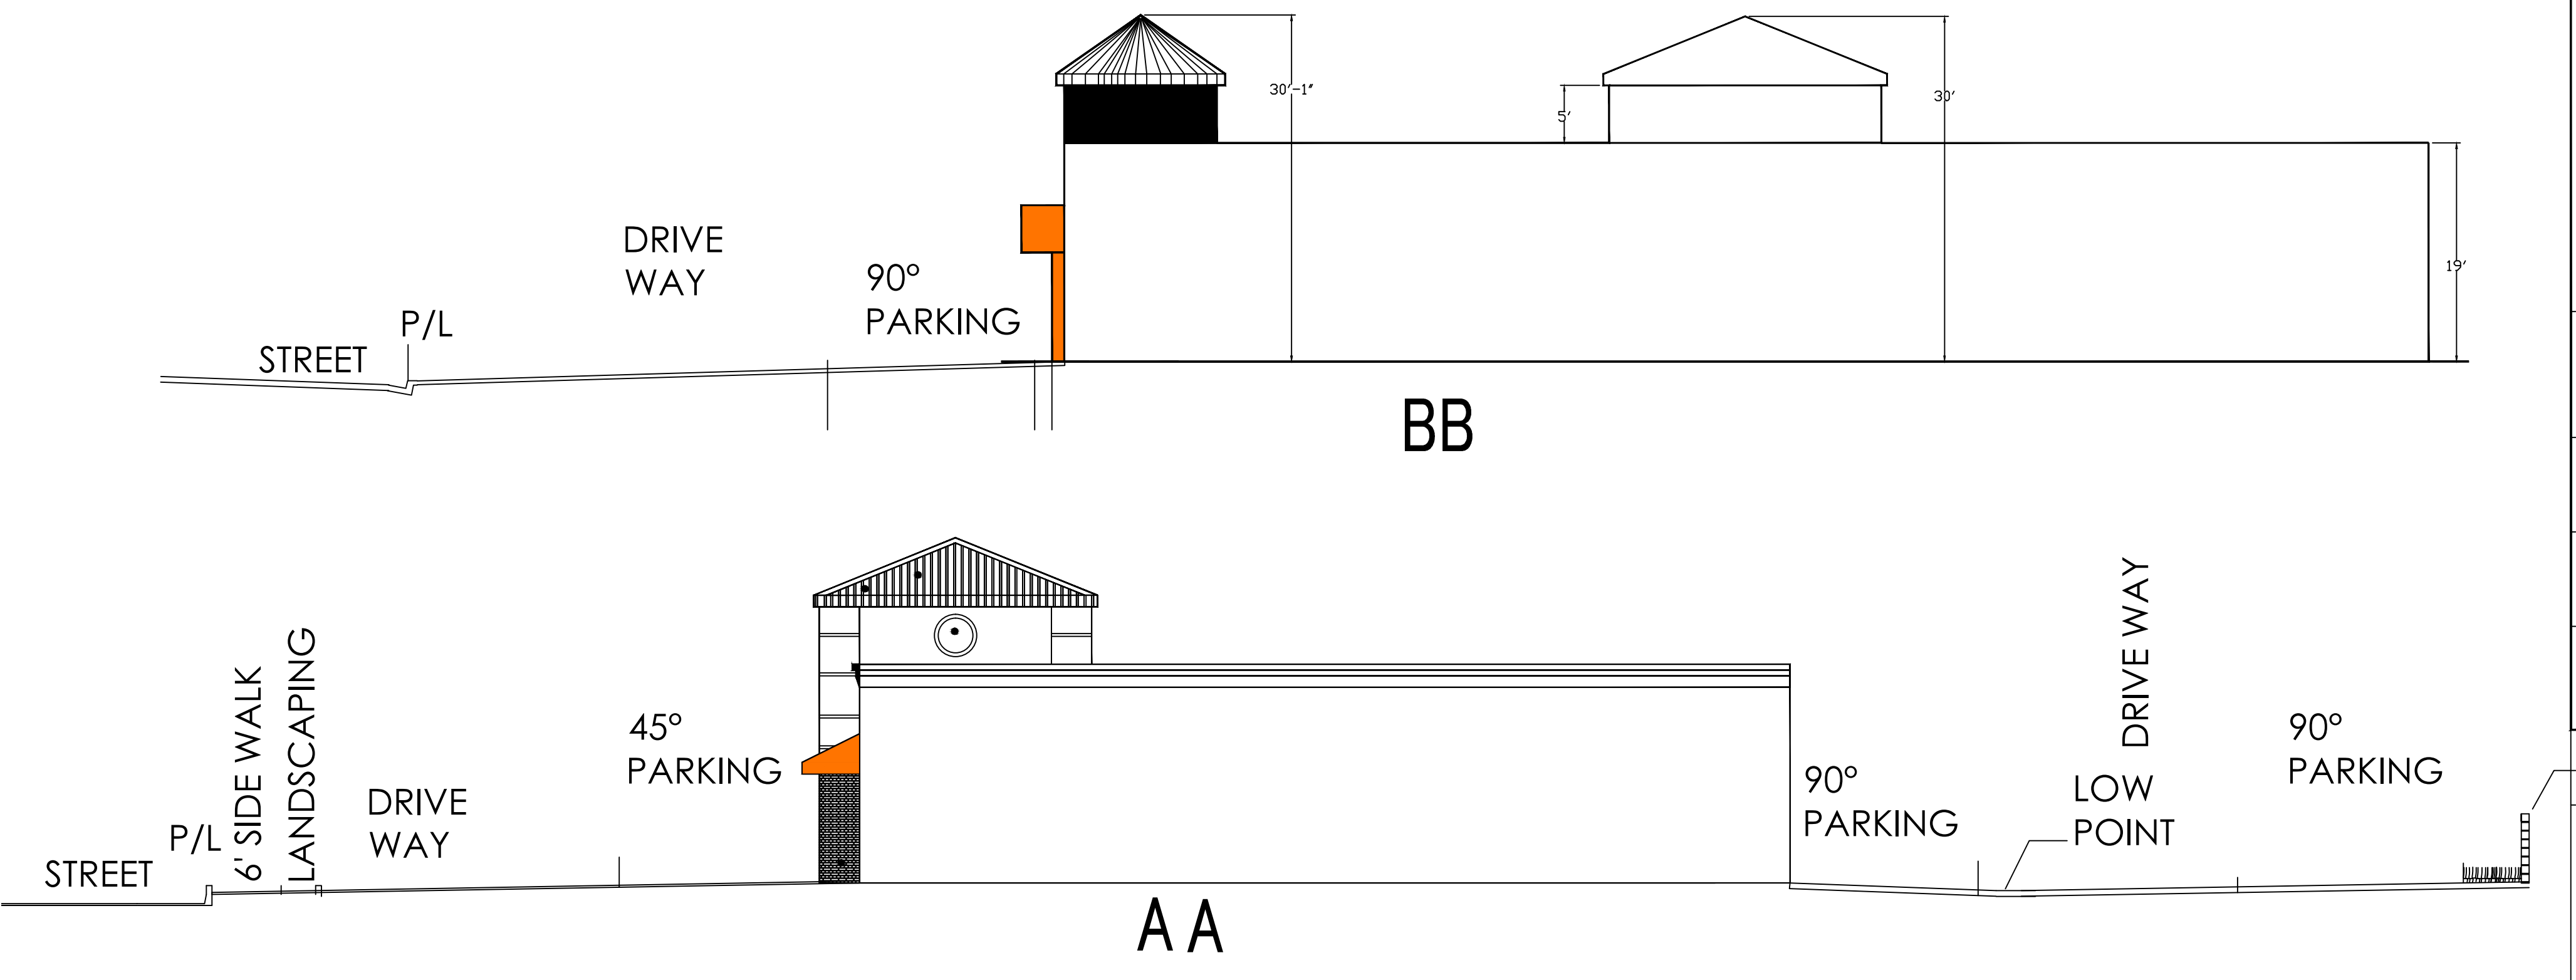 30'-1"
5'
30'
19'
DRIVE
WAY
90°
PARKING
P/L
STREET
BB
45°
PARKING
DRIVE
WAY
P/L
6' SIDE WALK
LANDSCAPING
STREET
90°
PARKING
LOW
POINT
DRIVE WAY
90°
PARKING
A A